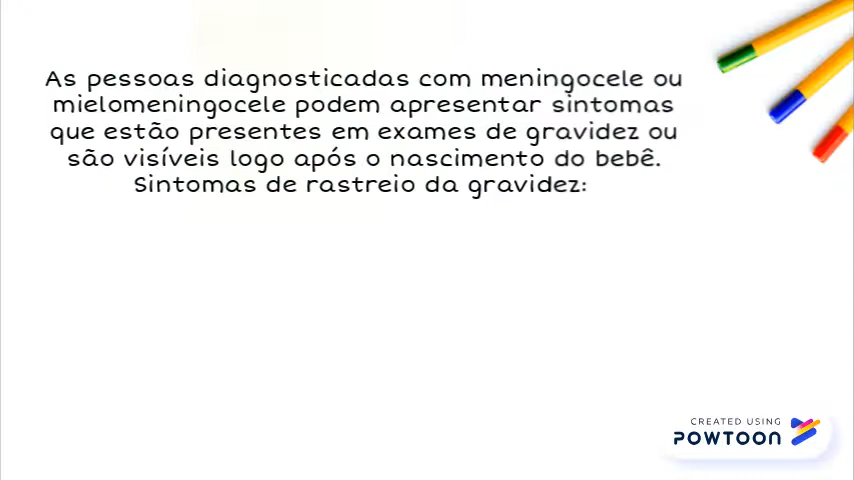 As pessoas diagnosticadas com meningocele ou
mielomeningocele podem apresentar sintomas
que estão presentes em exames de gravidez ou
são visíveis logo após o nascimento do bebê.
Sintomas de rastreio da gravidez:
CREATED USING
POWTOON